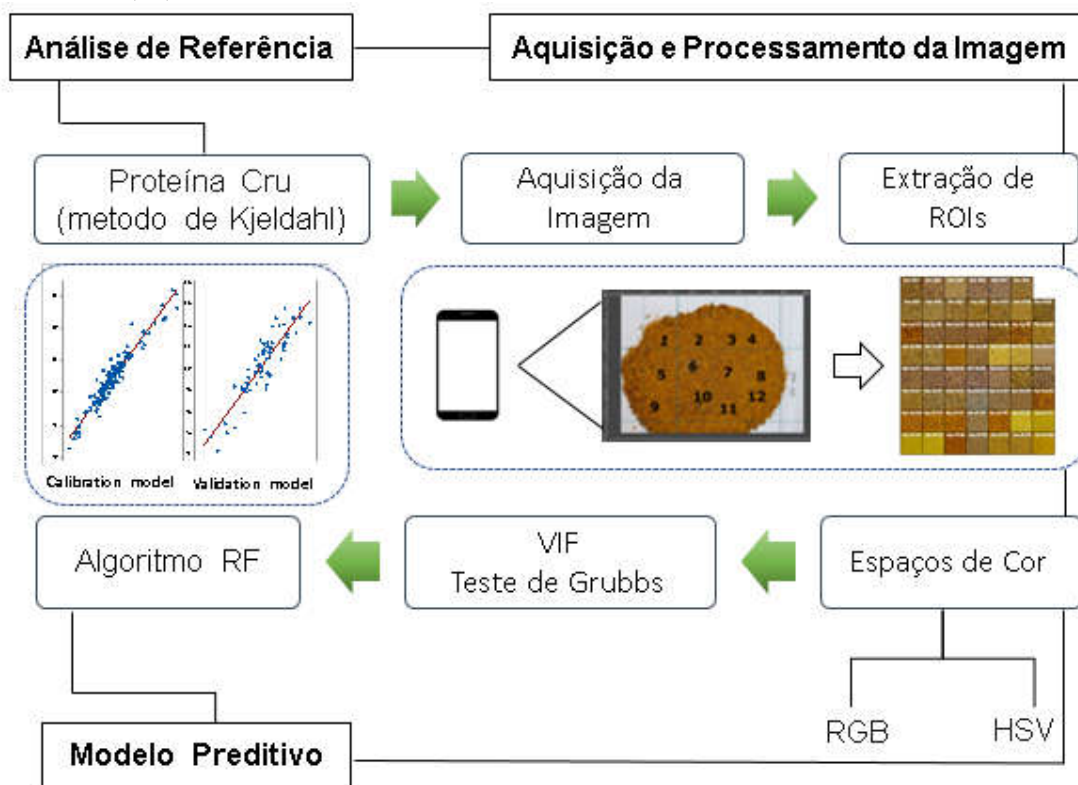 Análise de Referência
Aquisição e Processamento da Imagem
Proteína Cru
(metodo de Kjeldahl)
Aquisição da
Imagem
Extração de
ROIs
1 2 3 4
5 6 7 8
9 10 11 12
Calibration model
Validation model
Algoritmo RF
VIF
Teste de Grubbs
Espaços de Cor
RGB
HSV
Modelo Preditivo